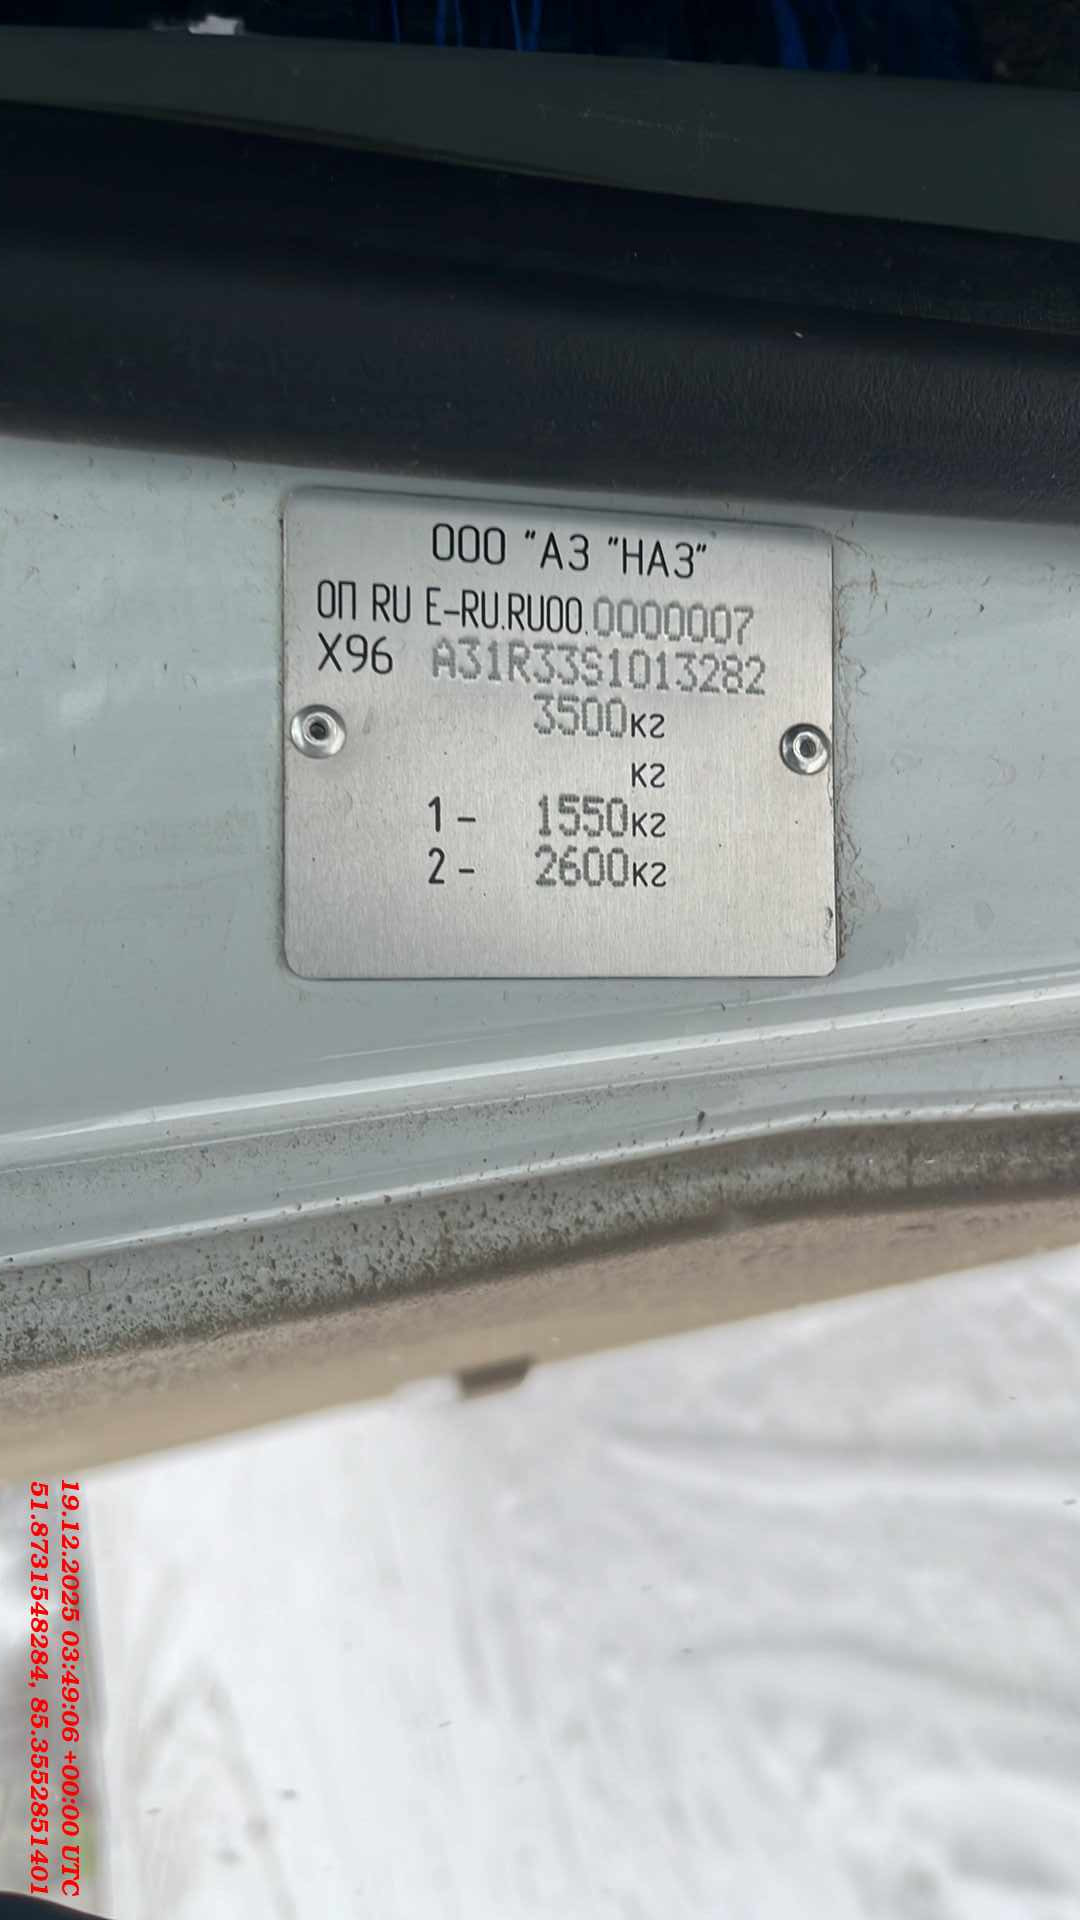 ООО "АЗ "НАЗ"
ОП RU E-RU.RU00.0000007
X96 A31R33S1013282
3500кг
кг
1 - 1550кг
2 - 2600кг
19.12.2025 03:49:06 +00:00 UTC
51.8731548284, 85.3552851401